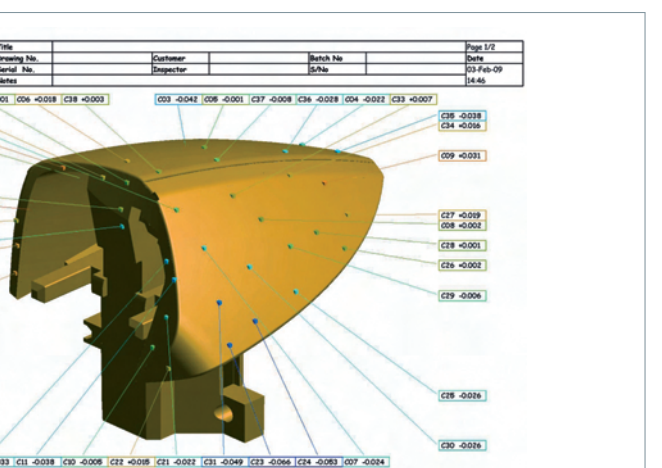 Title Page 1/2
Drawing No. Customer Batch No Date
Serial No. Inspector S/No 03-Feb-09
Notes 14:46
C06 +0.018 C38 +0.003 C03 -0.042 C05 -0.001 C37 -0.008 C36 -0.028 C04 -0.022 C33 +0.007
C35 -0.038
C34 +0.016
C09 +0.031
C27 +0.019
C08 +0.002
C28 +0.001
C26 +0.002
C29 -0.006
C25 -0.026
C30 -0.026
C11 -0.038 C10 -0.005 C22 +0.015 C21 -0.022 C31 -0.049 C23 -0.066 C24 -0.053 C07 -0.024